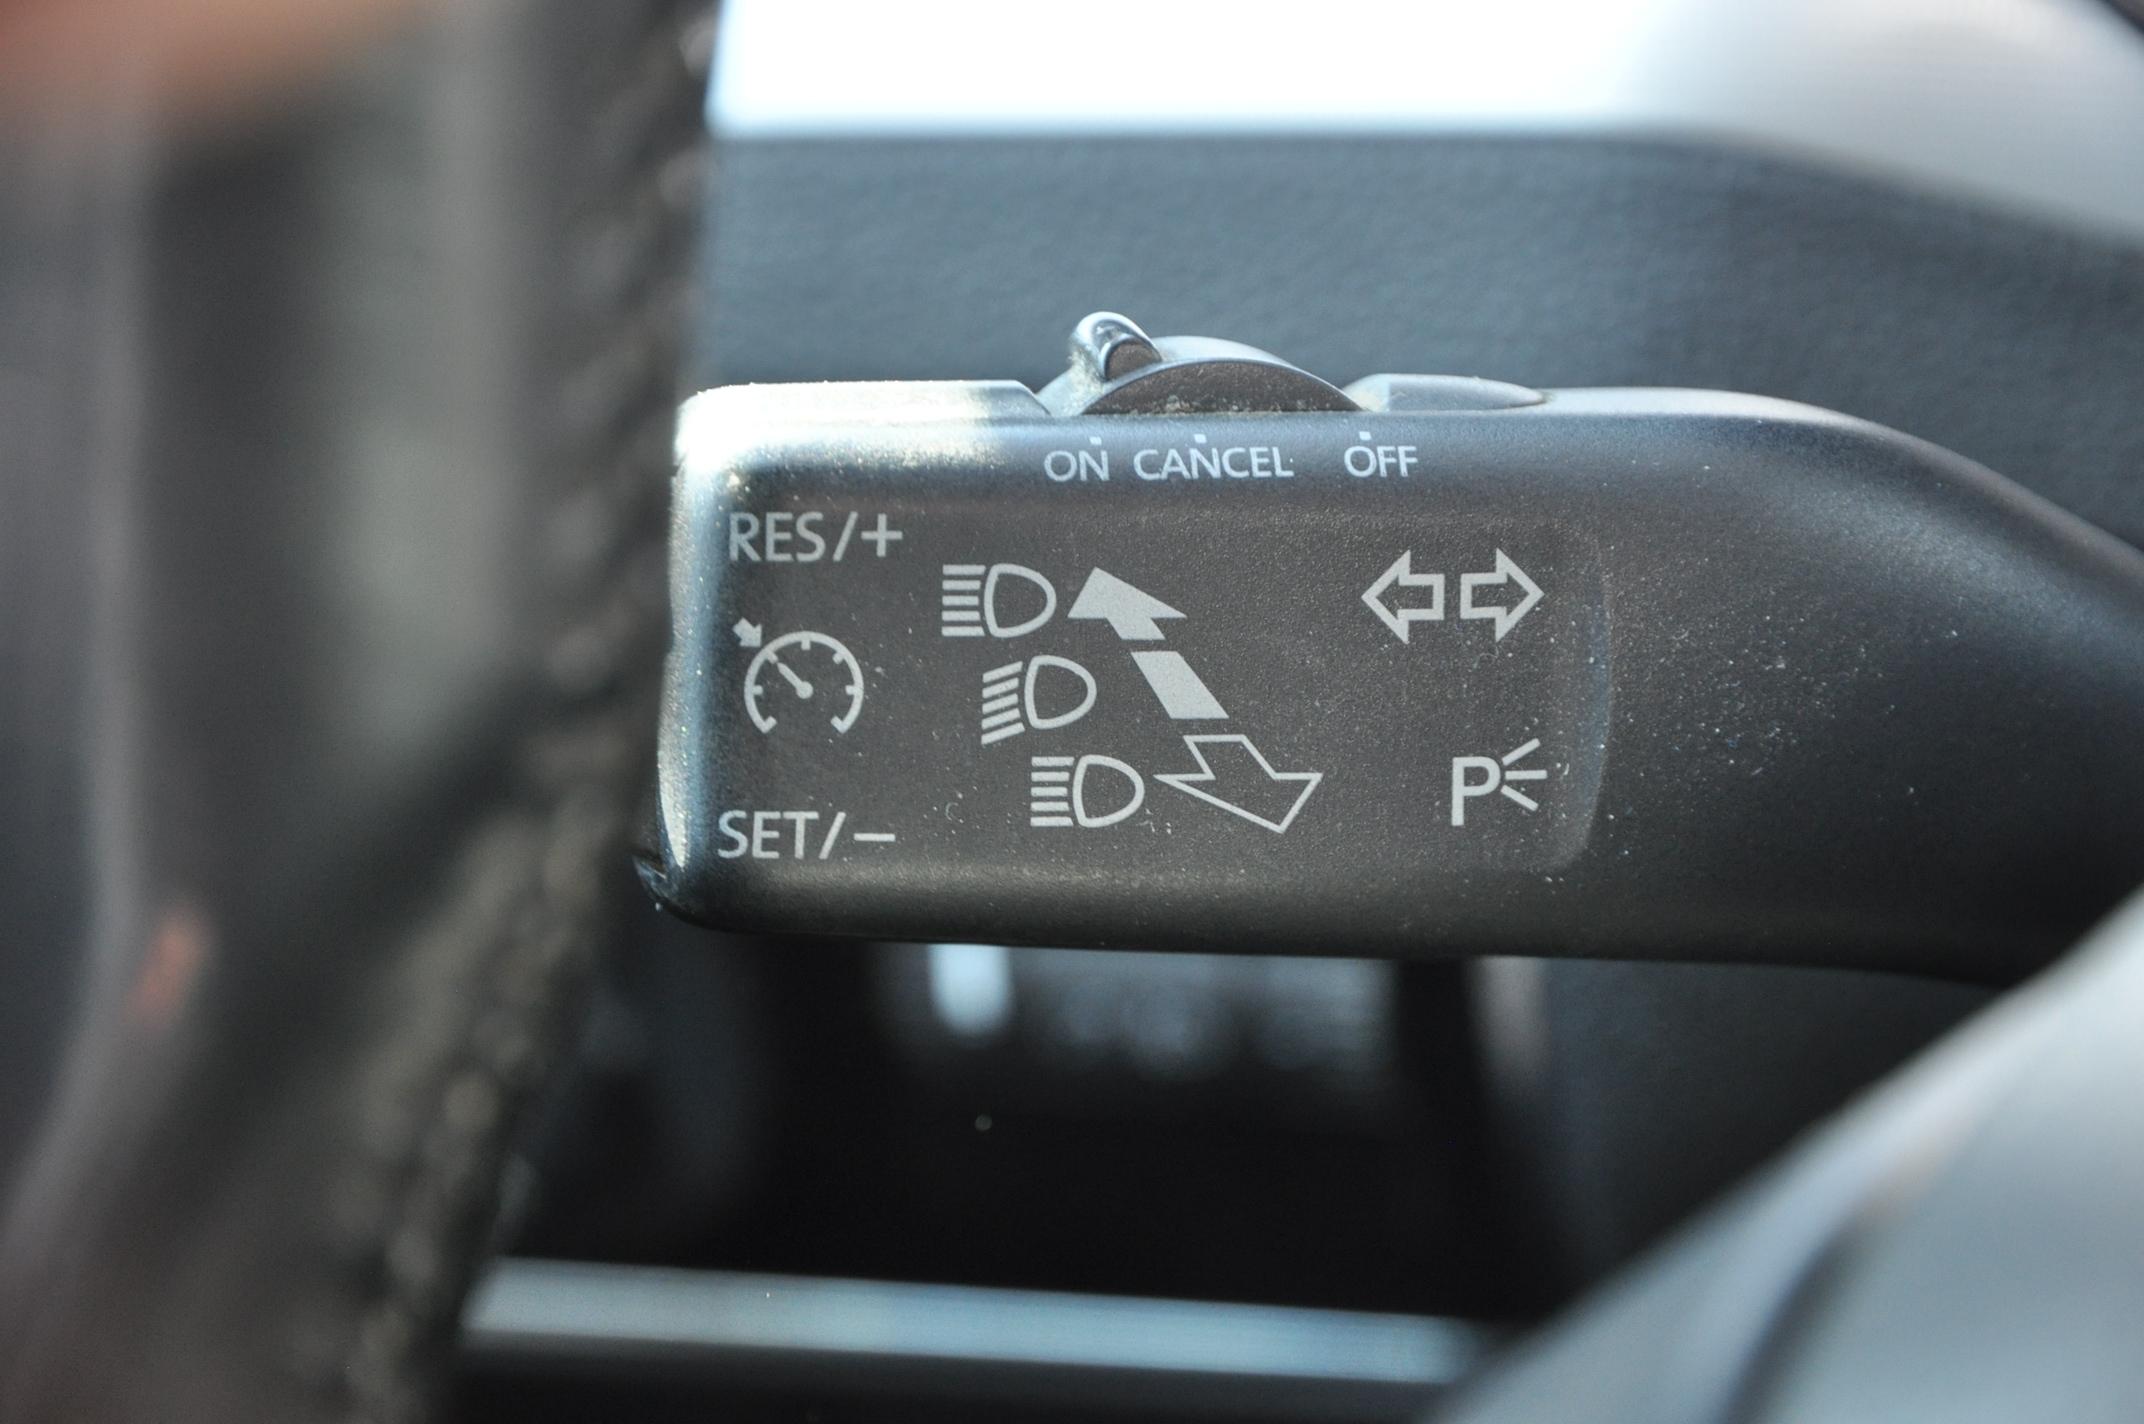 ON CANCEL OFF
RES/+
SET/-
P